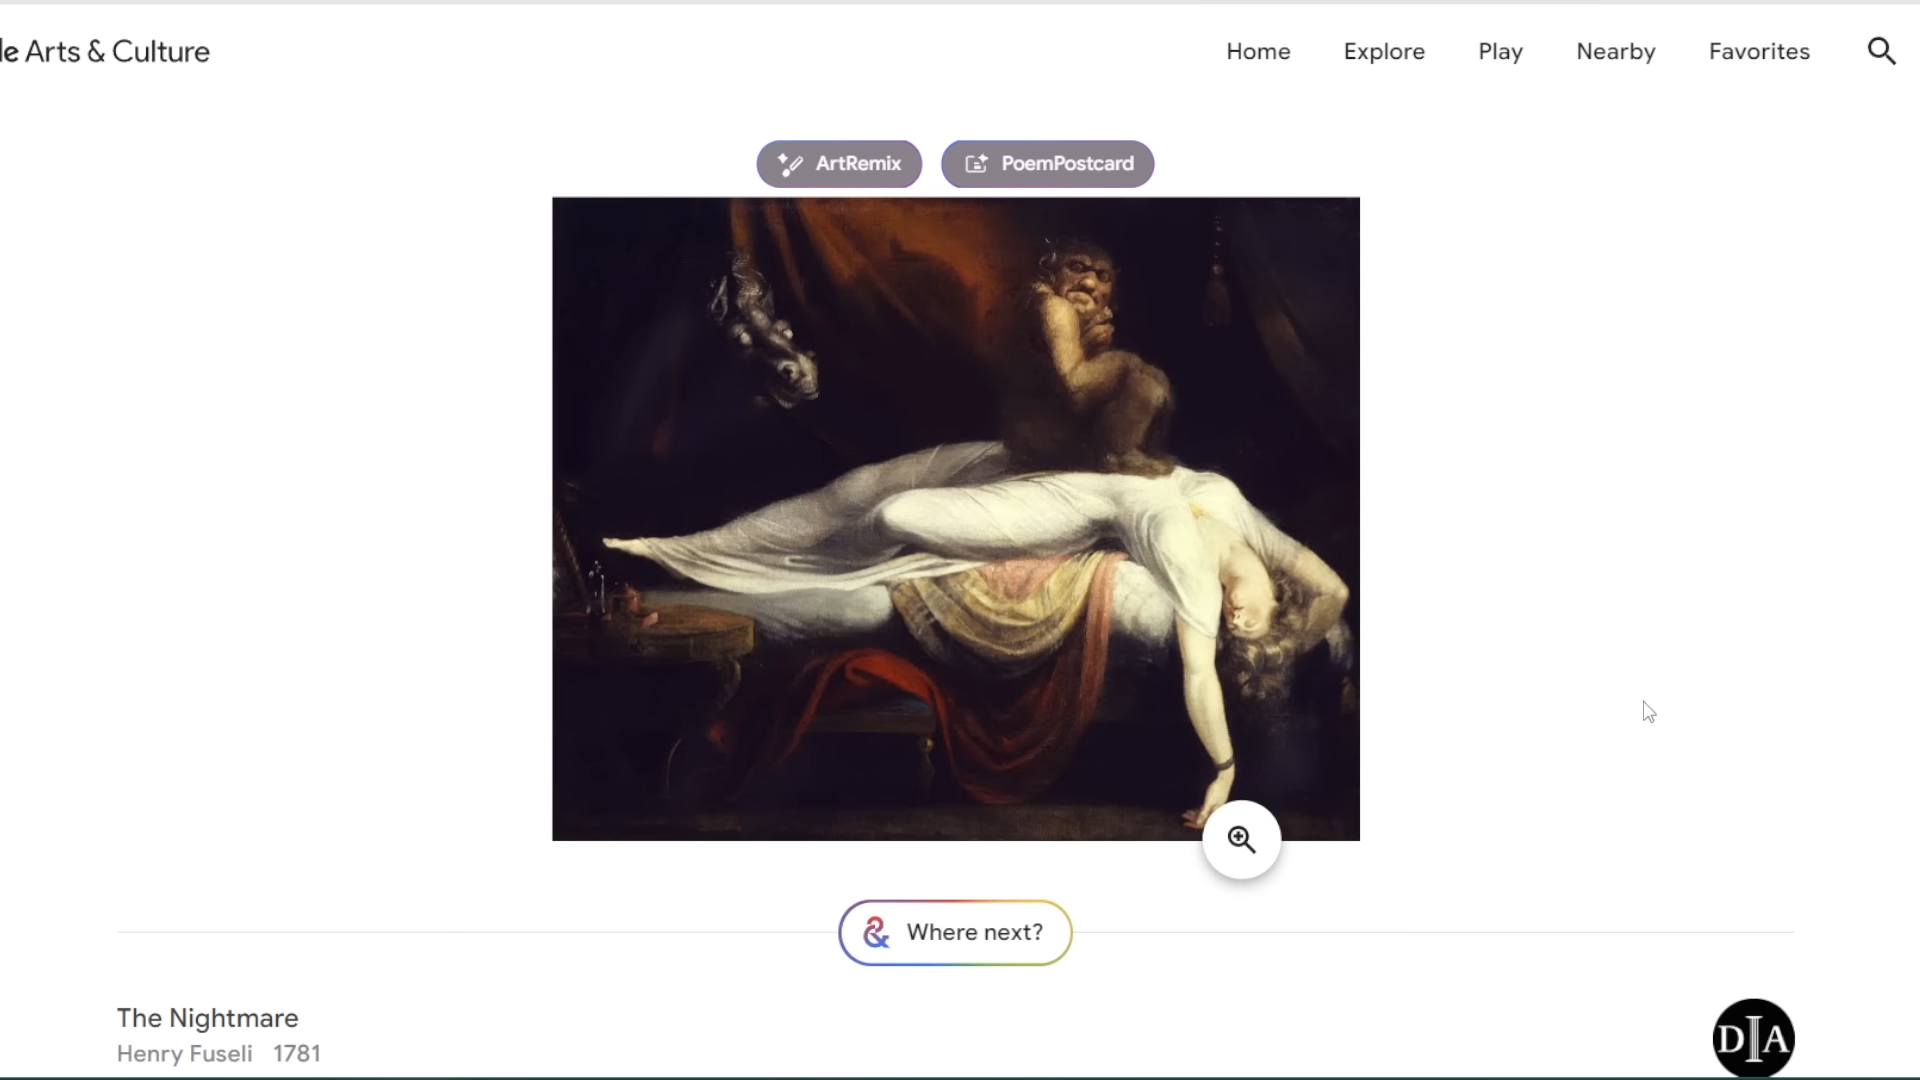 le Arts & Culture
Home Explore Play Nearby Favorites
ArtRemix PoemPostcard
Where next?
The Nightmare
Henry Fuseli 1781
DIA